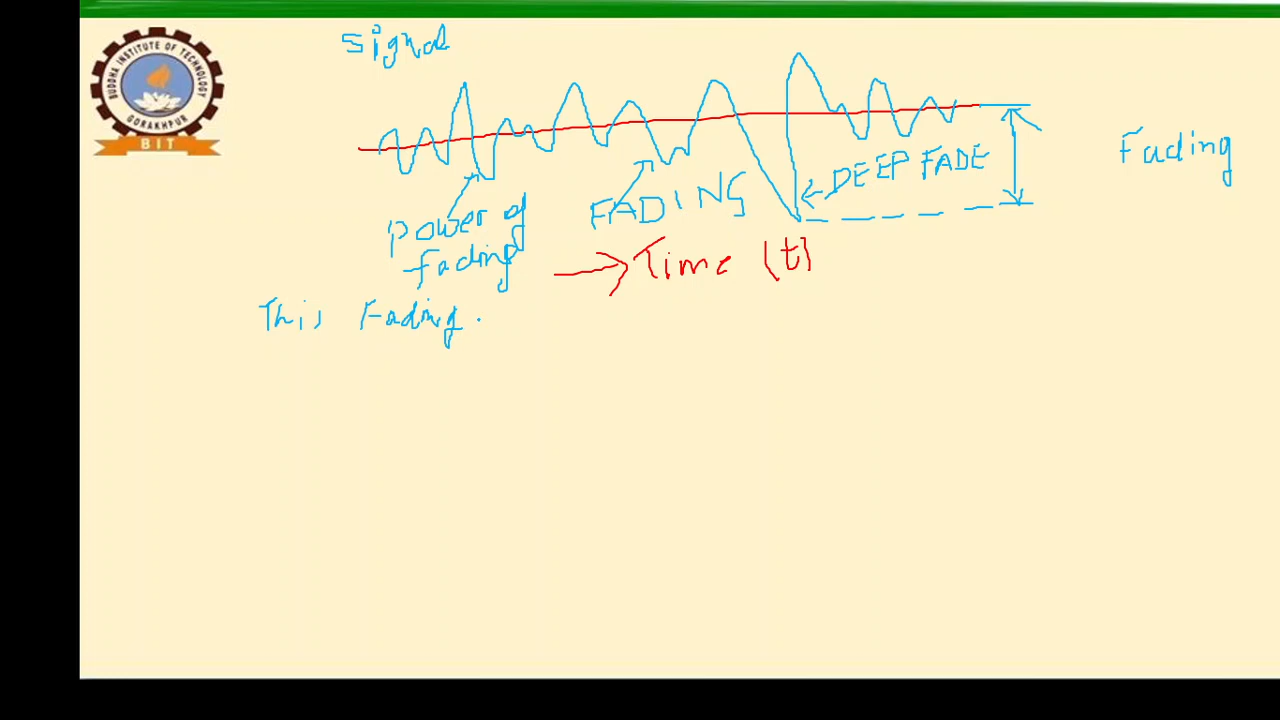 Signal
BUDDHA INSTITUTE OF TECHNOLOGY
GORAKHPUR
BIT
Fading
DEEP FADE
FADING
Power of
fading
Time (t)
This Fading.